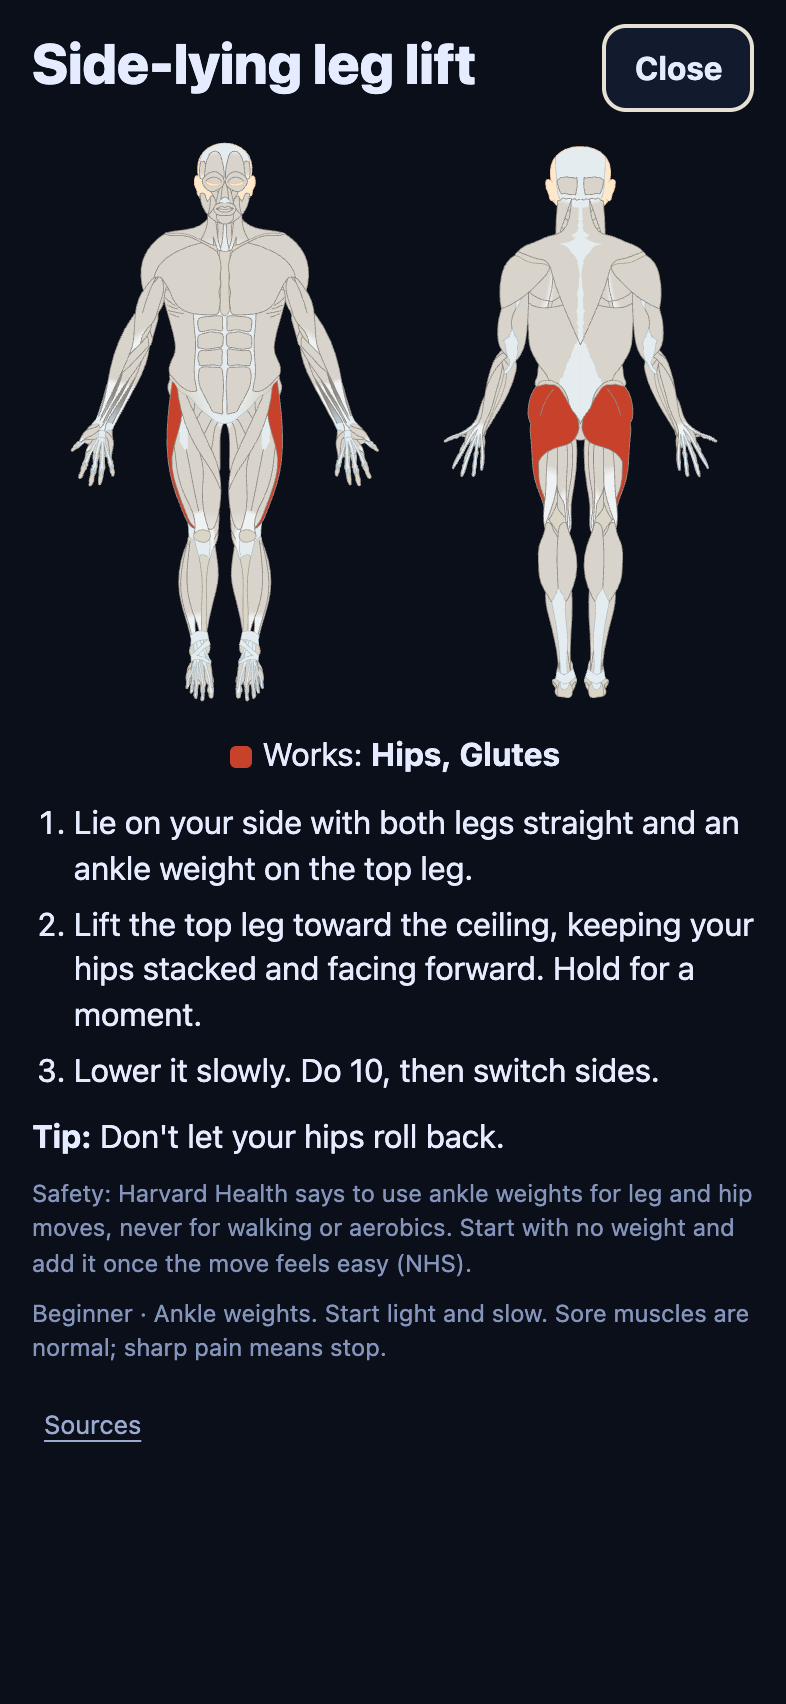 Side-lying leg lift
Close
Works: Hips, Glutes
1. Lie on your side with both legs straight and an
ankle weight on the top leg.
2. Lift the top leg toward the ceiling, keeping your
hips stacked and facing forward. Hold for a
moment.
3. Lower it slowly. Do 10, then switch sides.
Tip: Don't let your hips roll back.
Safety: Harvard Health says to use ankle weights for leg and hip
moves, never for walking or aerobics. Start with no weight and
add it once the move feels easy (NHS).
Beginner · Ankle weights. Start light and slow. Sore muscles are
normal; sharp pain means stop.
Sources